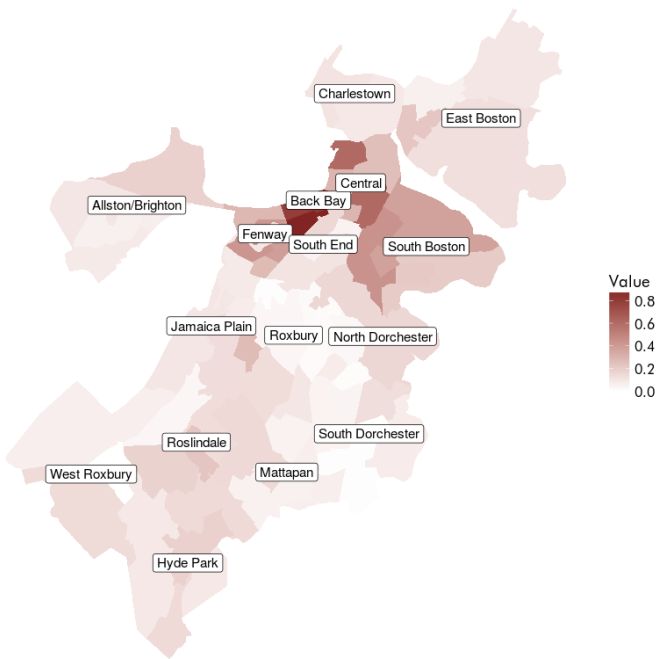 Charlestown
East Boston
Central
Back Bay
Allston/Brighton
Fenway
South End
South Boston
Value
0.8
0.6
0.4
0.2
0.0
Jamaica Plain
Roxbury
North Dorchester
South Dorchester
Roslindale
West Roxbury
Mattapan
Hyde Park